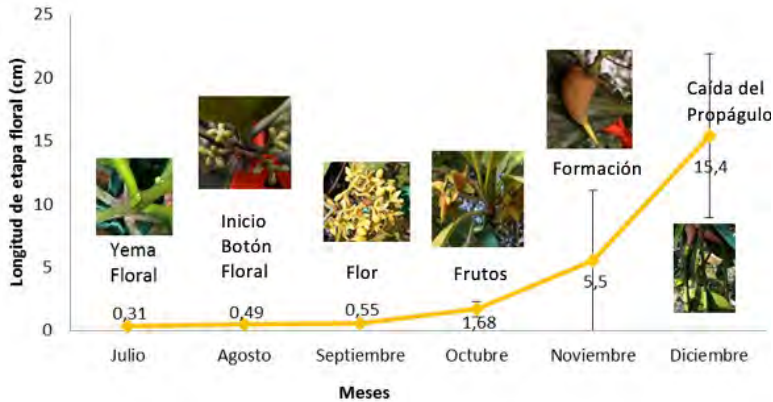 Longitud de etapa floral (cm)
25
20
15
10
5
0
Yema
Floral
Inicio
Botón
Floral
Flor
Frutos
Formación
Caída del
Propágulo
0,31
0,49
0,55
1,68
5,5
15,4
Julio
Agosto
Septiembre
Octubre
Noviembre
Diciembre
Meses